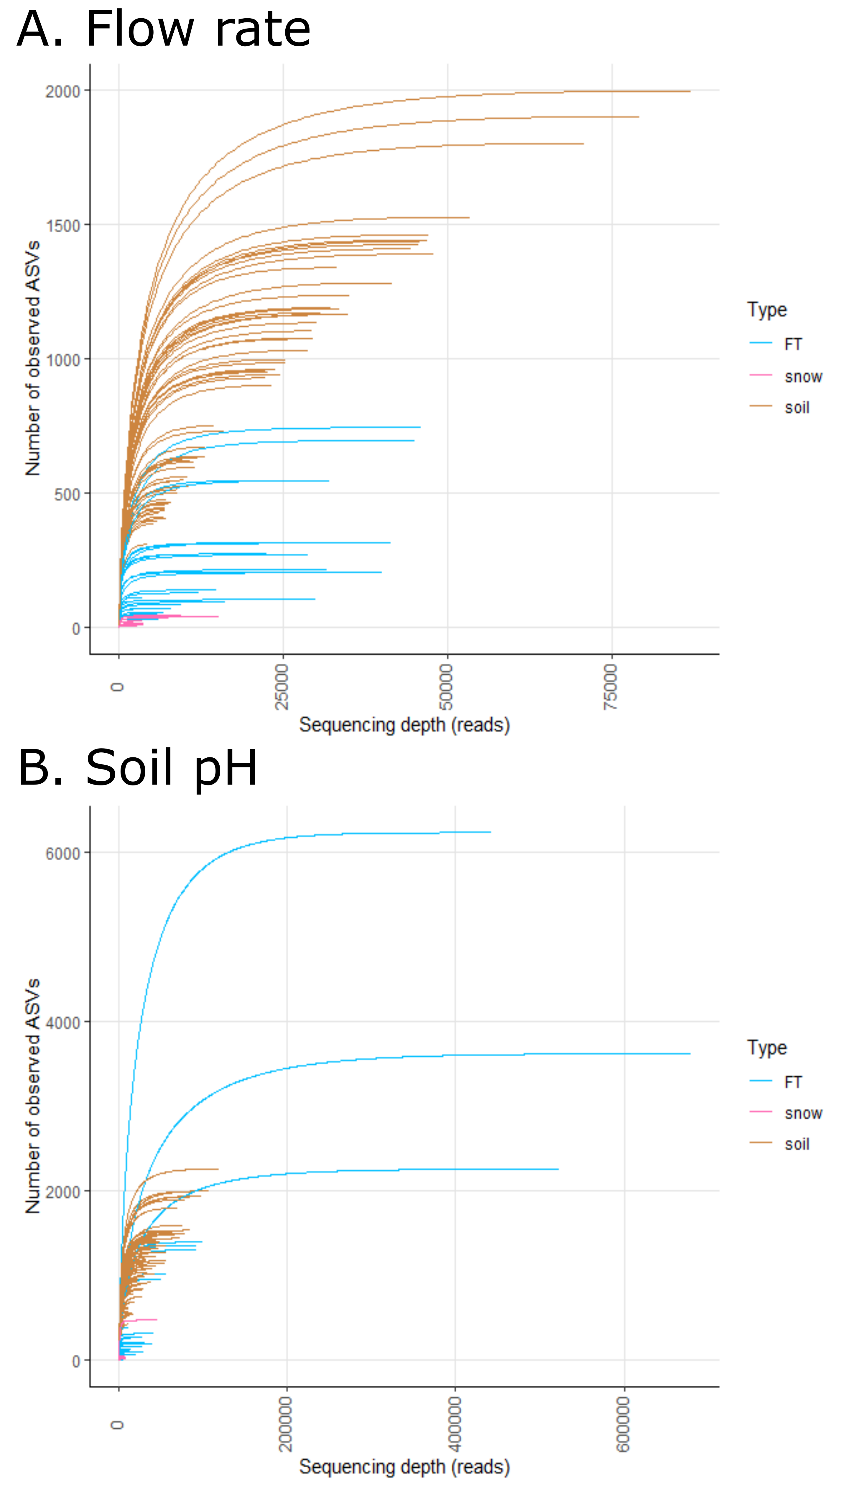 A. Flow rate
Number of observed ASVs
2000
1500
1000
500
0
0
25000
50000
75000
Sequencing depth (reads)
Type
FT
snow
soil
B. Soil pH
Number of observed ASVs
6000
4000
2000
0
0
200000
400000
600000
Sequencing depth (reads)
Type
FT
snow
soil